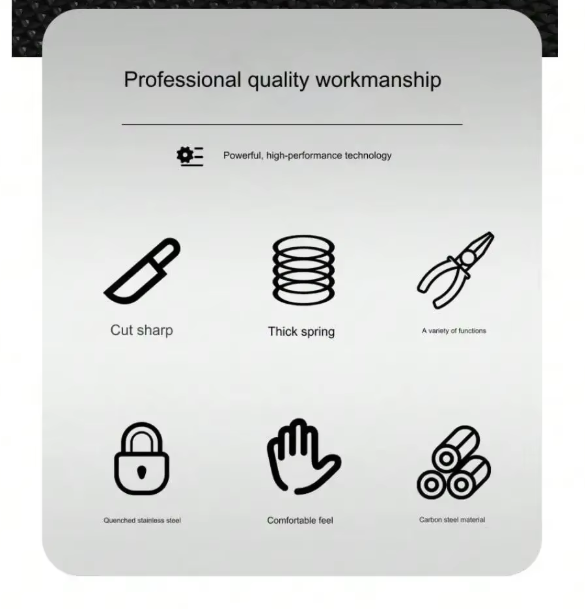 Professional quality workmanship
Powerful, high-performance technology
Cut sharp
Thick spring
A variety of functions
Quenched stainless steel
Comfortable feel
Carbon steel material